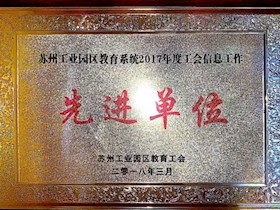 苏州工业园区教育系统2017年度工会信息工作
先进单位
苏州工业园区教育工会
二零一八年三月